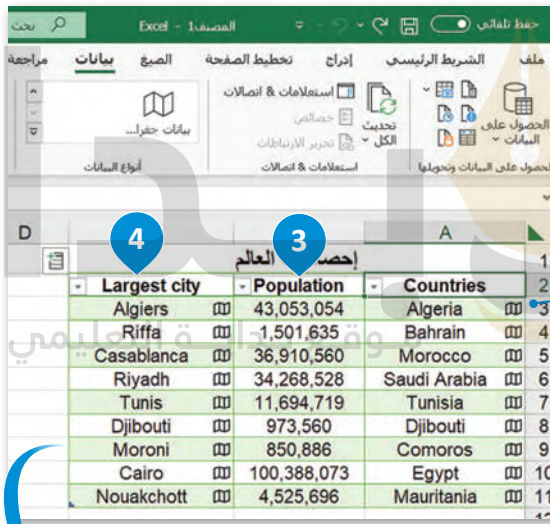 حفظ تلقائي
المصنف1 - Excel
بحث
ملف الشريط الرئيسي إدراج تخطيط الصفحة الصيغ بيانات مراجعة
الحصول على البيانات
تحديث الكل
استعلامات & اتصالات
خصائص
تحرير الارتباطات
بيانات جغرا...
الحصول على البيانات وتحويلها
استعلامات & اتصالات
أنواع البيانات
A D
3 4
1 العالم
2 Countries Population Largest city
3 Algeria 43,053,054 Algiers
4 Bahrain 1,501,635 Riffa
5 Morocco 36,910,560 Casablanca
6 Saudi Arabia 34,268,528 Riyadh
7 Tunisia 11,694,719 Tunis
8 Djibouti 973,560 Djibouti
9 Comoros 850,886 Moroni
10 Egypt 100,388,073 Cairo
11 Mauritania 4,525,696 Nouakchott